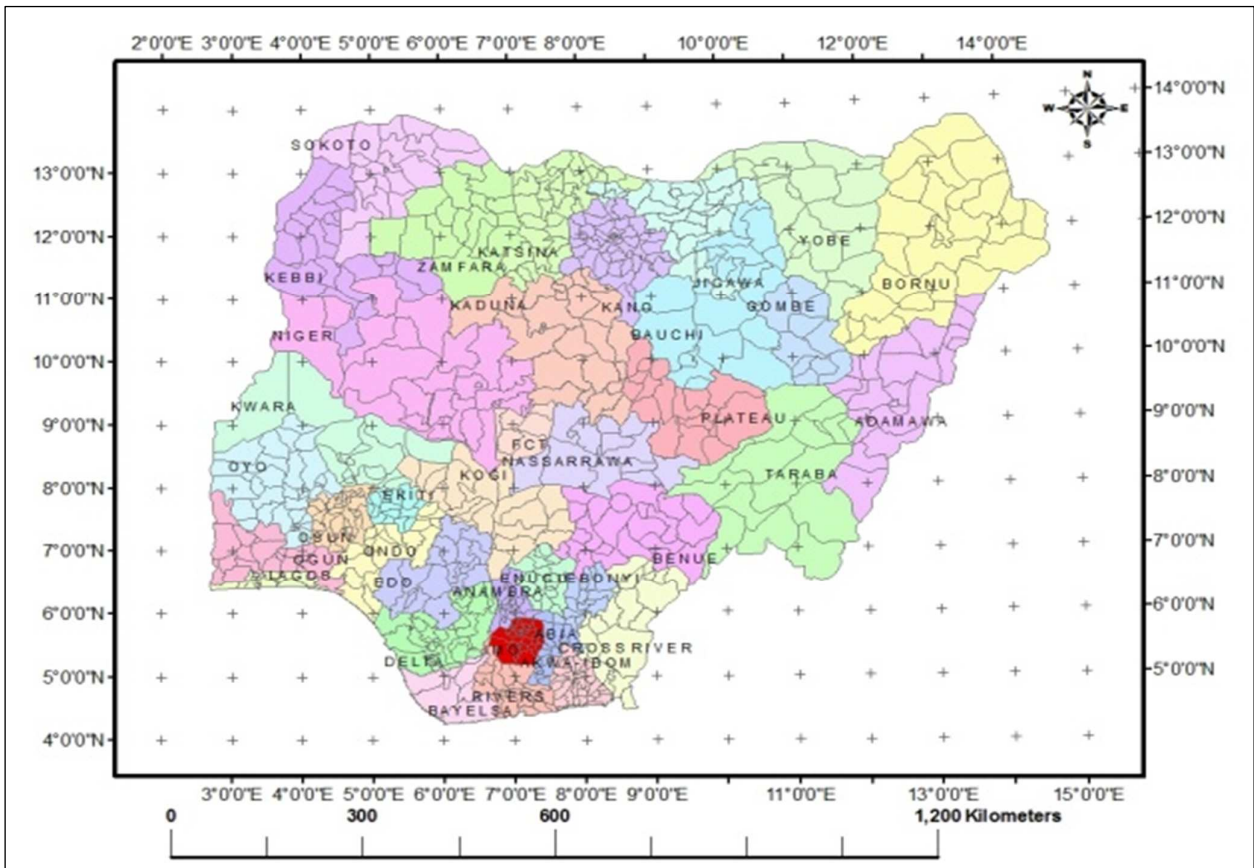 2°0'0"E 3°0'0"E 4°0'0"E 5°0'0"E 6°0'0"E 7°0'0"E 8°0'0"E 10°0'0"E 12°0'0"E 14°0'0"E
N
W E
S
14°0'0"N
13°0'0"N
12°0'0"N
11°0'0"N
10°0'0"N
9°0'0"N
8°0'0"N
7°0'0"N
6°0'0"N
5°0'0"N
13°0'0"N
12°0'0"N
11°0'0"N
10°0'0"N
9°0'0"N
8°0'0"N
7°0'0"N
6°0'0"N
5°0'0"N
4°0'0"N
SOKOTO
KATSINA
YOBE
ZAMFARA
KEBBI
JIGAWA
BORNU
KADUNA
KANO
GOMBE
NIGER
BAUCHI
KWARA
PLATEAU
ADAMAWA
FCT
OYO
NASSARRAWA
KOGI
TARABA
EKITI
OSUN
ONDO
OGUN
BENUE
LAGOS
EDO
ENUGU
EBONYI
ANAMBRA
ABIA
IMO
CROSS RIVER
DELTA
AKWA-IBOM
RIVERS
BAYELSA
3°0'0"E 4°0'0"E 5°0'0"E 6°0'0"E 7°0'0"E 8°0'0"E 9°0'0"E 11°0'0"E 13°0'0"E 15°0'0"E
0 300 600 1,200 Kilometers